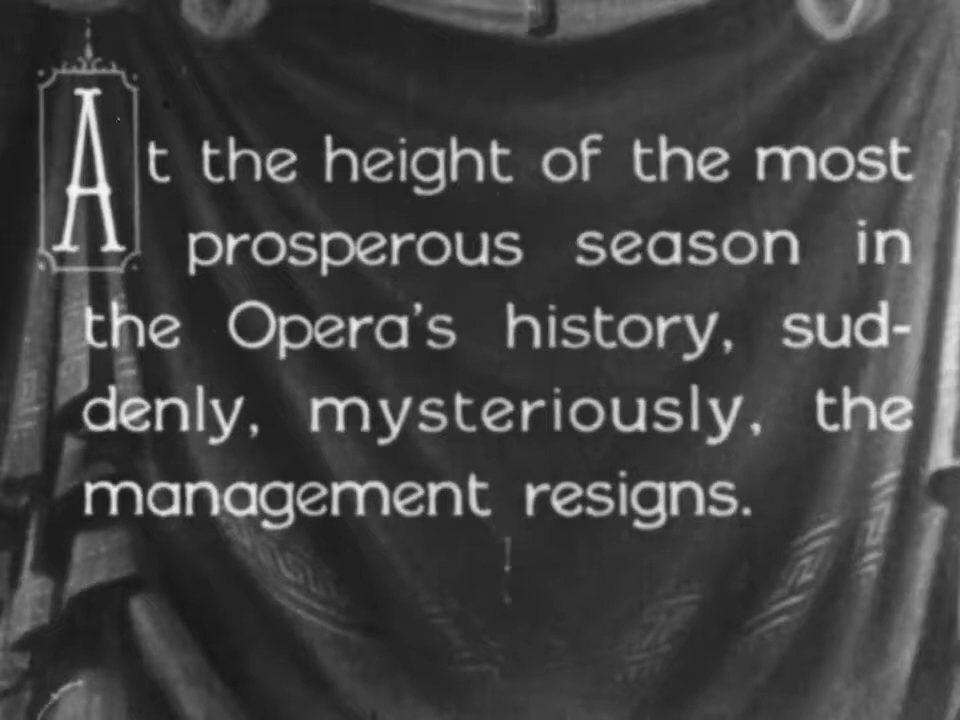 At the height of the most
prosperous season in
the Opera's history, sud-
denly, mysteriously, the
management resigns.